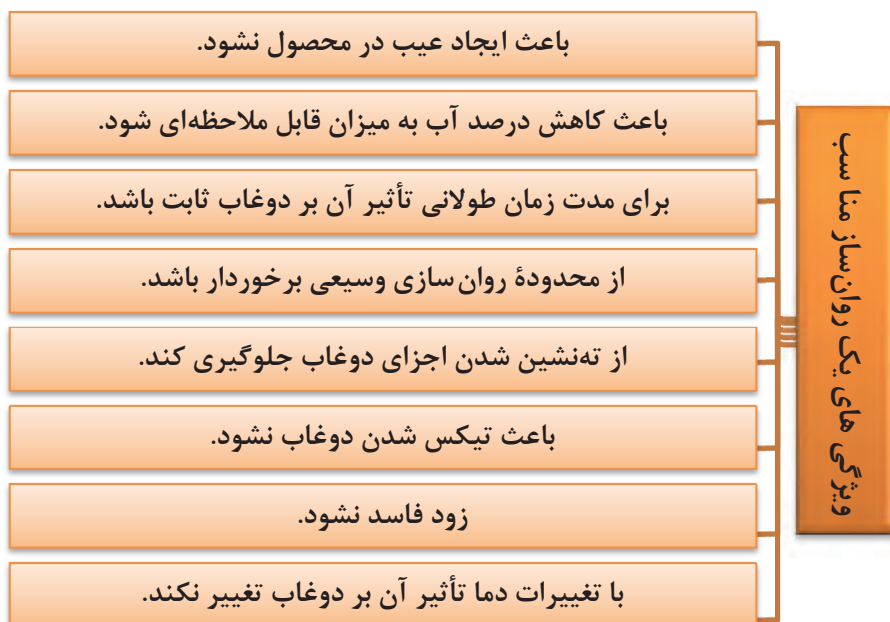 ویژگی های یک روان‌ساز منا سب
باعث ایجاد عیب در محصول نشود.
باعث کاهش درصد آب به میزان قابل ملاحظه‌ای شود.
برای مدت زمان طولانی تأثیر آن بر دوغاب ثابت باشد.
از محدودۀ روان‌سازی وسیعی برخوردار باشد.
از ته‌نشین شدن اجزای دوغاب جلوگیری کند.
باعث تیکس شدن دوغاب نشود.
زود فاسد نشود.
با تغییرات دما تأثیر آن بر دوغاب تغییر نکند.